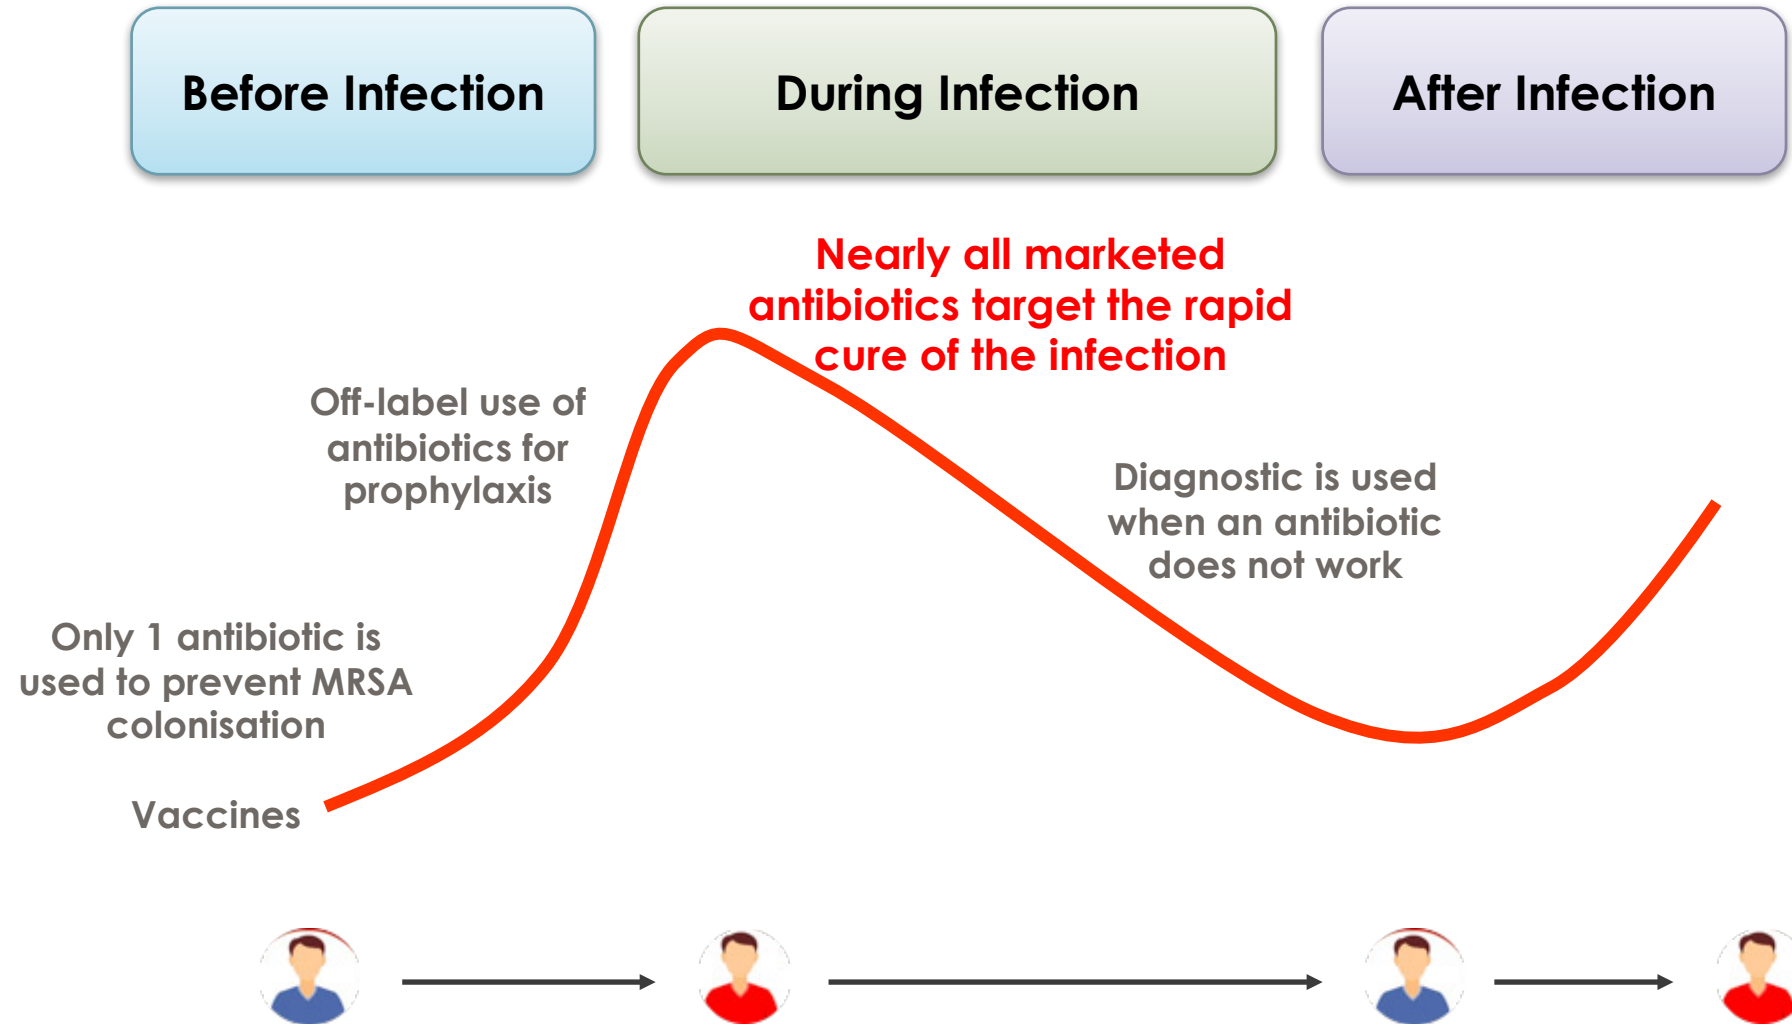 Before Infection
During Infection
After Infection
Nearly all marketed
antibiotics target the rapid
cure of the infection
Off-label use of
antibiotics for
prophylaxis
Diagnostic is used
when an antibiotic
does not work
Only 1 antibiotic is
used to prevent MRSA
colonisation
Vaccines